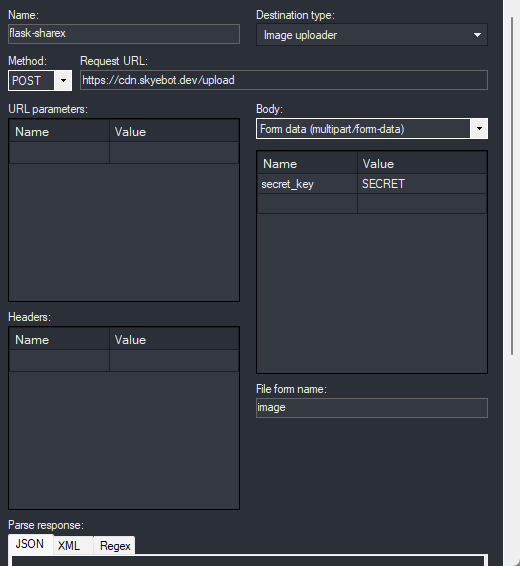 Name:
flask-sharex
Destination type:
Image uploader
Method:
POST
Request URL:
https://cdn.skyebot.dev/upload
URL parameters:
Name Value
Body:
Form data (multipart/form-data)
Name Value
secret_key SECRET
Headers:
Name Value
File form name:
image
Parse response:
JSON XML Regex